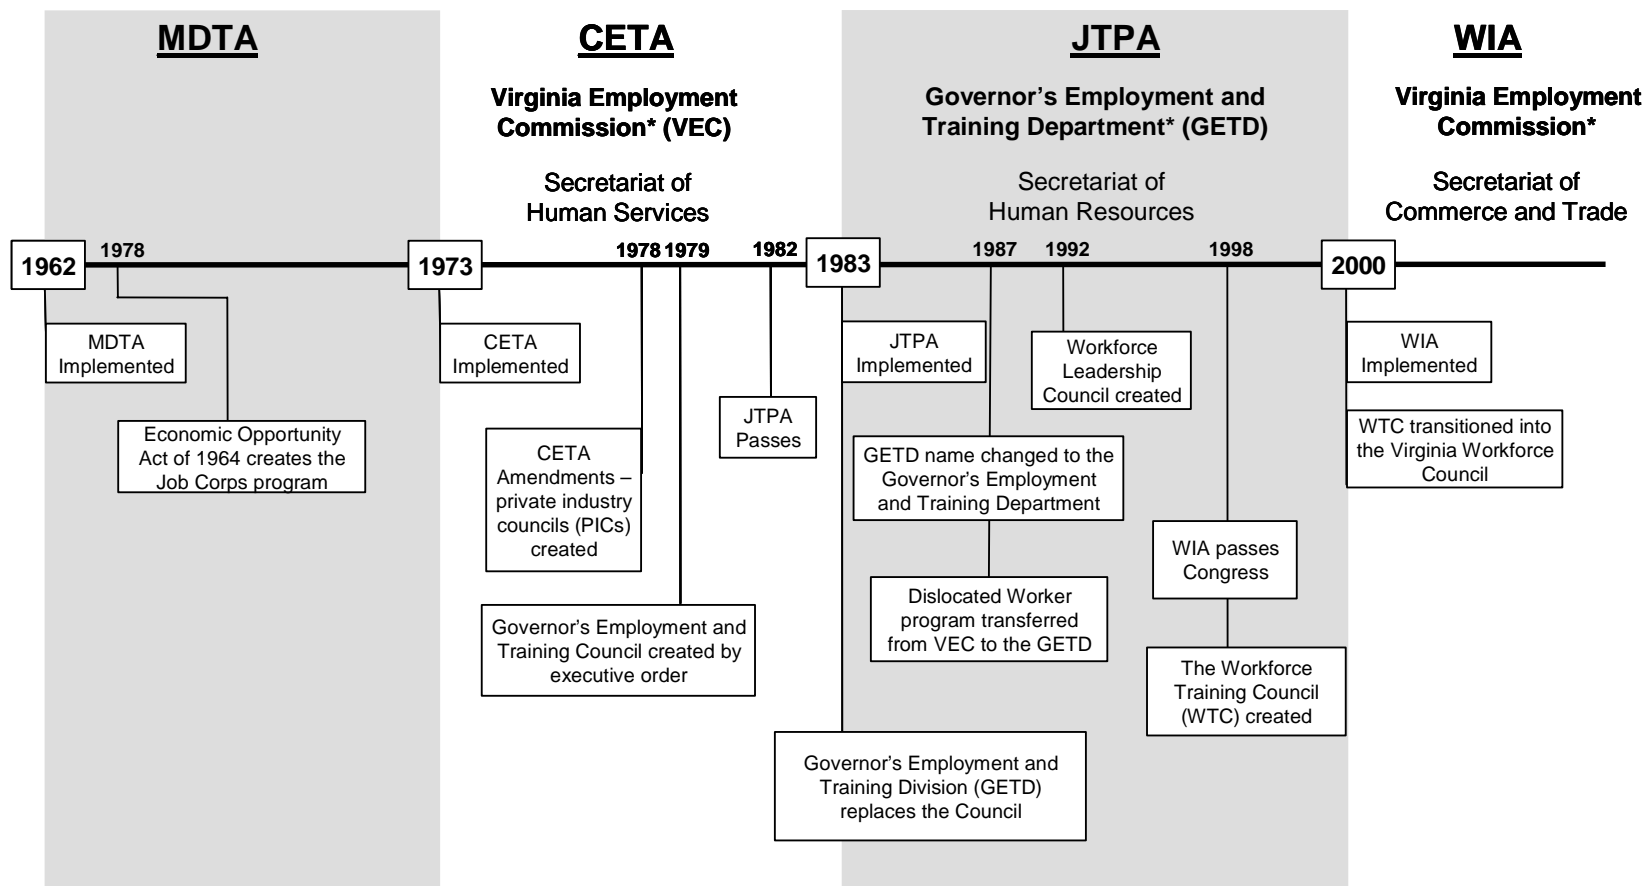 MDTA
CETA
JTPA
WIA
Virginia Employment
Commission* (VEC)
Governor's Employment and
Training Department* (GETD)
Virginia Employment
Commission*
Secretariat of
Human Services
Secretariat of
Human Resources
Secretariat of
Commerce and Trade
1962
1978
1973
1978
1979
1982
1983
1987
1992
1998
2000
MDTA
Implemented
Economic Opportunity
Act of 1964 creates the
Job Corps program
CETA
Implemented
CETA
Amendments –
private industry
councils (PICs)
created
Governor's Employment and
Training Council created by
executive order
JTPA
Passes
JTPA
Implemented
Governor's Employment and
Training Division (GETD)
replaces the Council
GETD name changed to the
Governor's Employment
and Training Department
Dislocated Worker
program transferred
from VEC to the GETD
Workforce
Leadership
Council created
WIA passes
Congress
The Workforce
Training Council
(WTC) created
WIA
Implemented
WTC transitioned into
the Virginia Workforce
Council